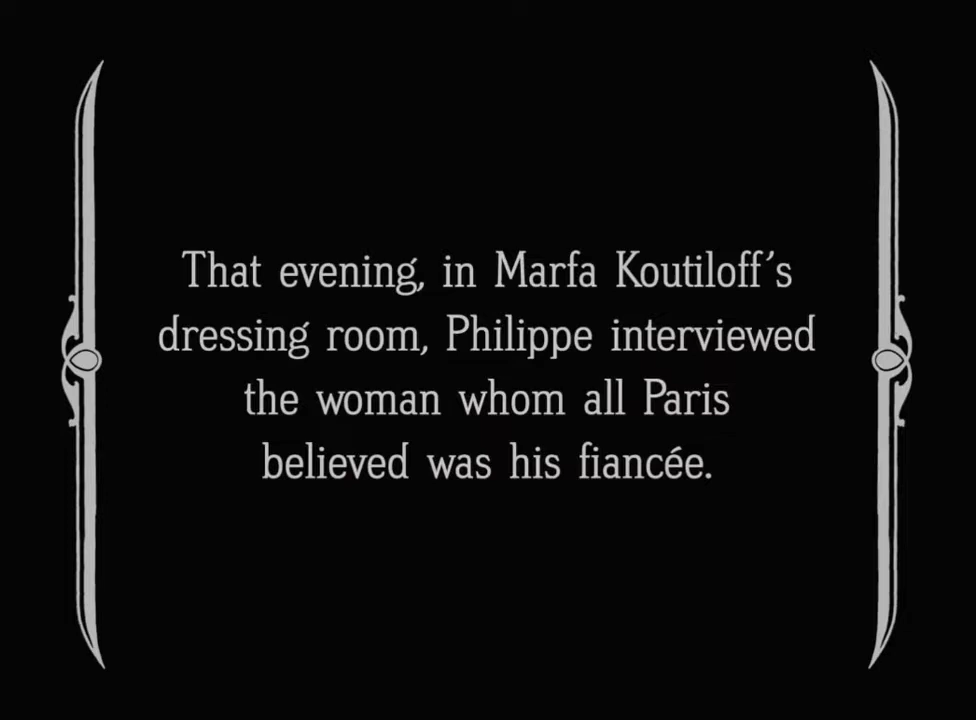 That evening, in Marfa Koutiloff's
dressing room, Philippe interviewed
the woman whom all Paris
believed was his fiancée.